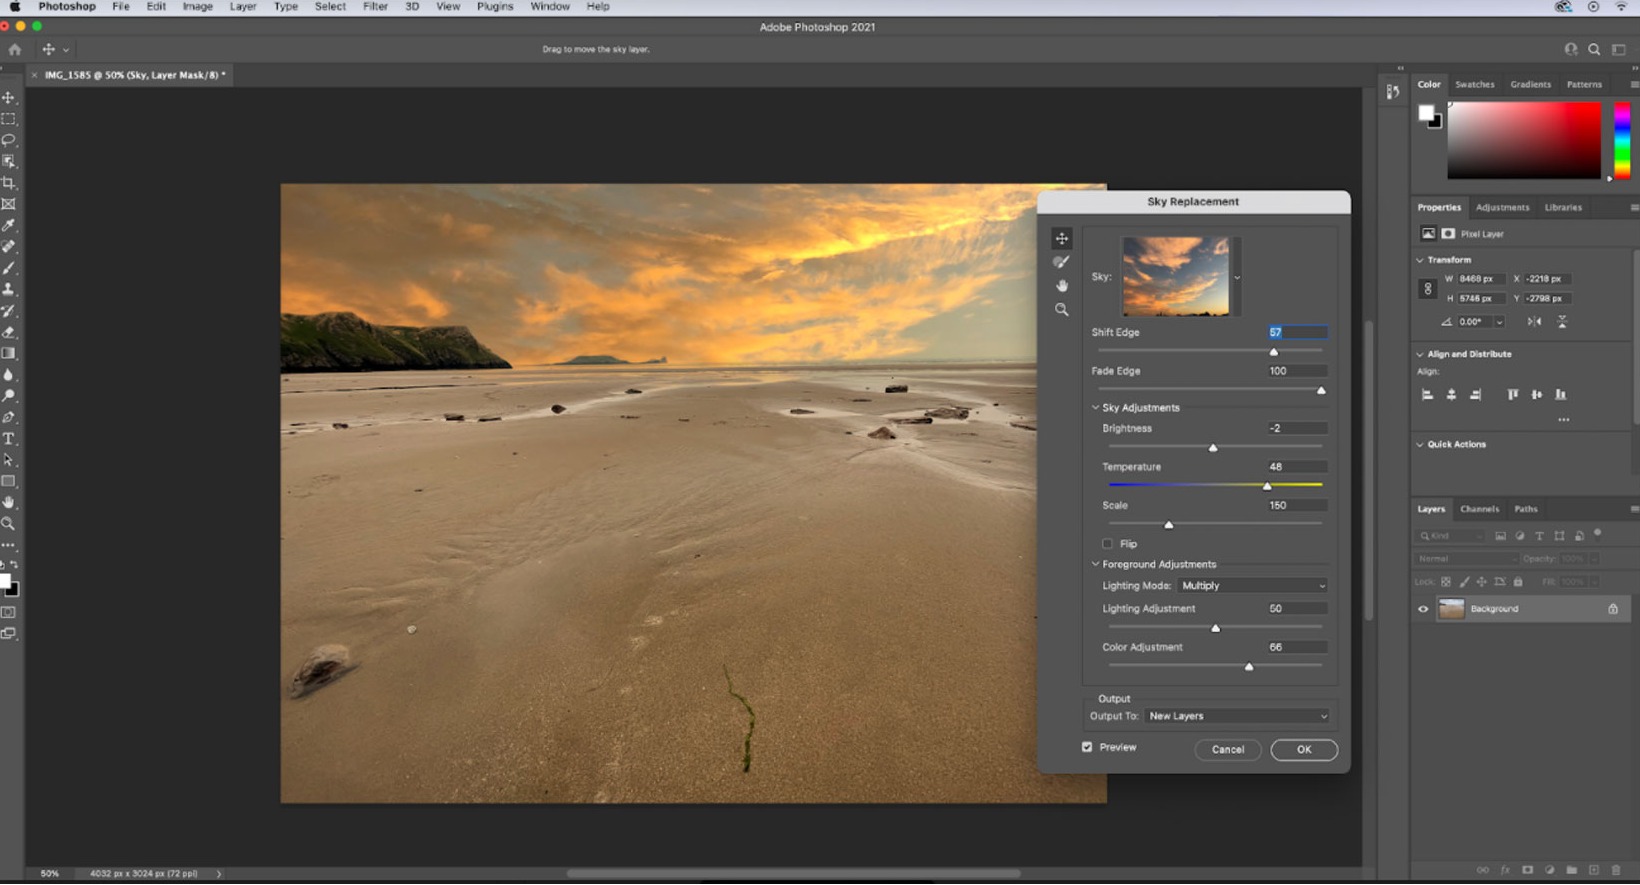 Photoshop File Edit Image Layer Type Select Filter 3D View Plugins Window Help
Adobe Photoshop 2021
Drag to move the sky layer.
× IMG_1585 @ 50% (Sky, Layer Mask/8) *
Color Swatches Gradients Patterns
Sky Replacement
Sky:
Shift Edge 57
Fade Edge 100
Sky Adjustments
Brightness -2
Temperature 48
Scale 150
Flip
Foreground Adjustments
Lighting Mode: Multiply
Lighting Adjustment 50
Color Adjustment 66
Output
Output To: New Layers
Preview
Cancel OK
Properties Adjustments Libraries
Pixel Layer
Transform
W 8468 px X -2218 px
H 5746 px Y -2798 px
0.00°
Align and Distribute
Align:
Quick Actions
Layers Channels Paths
Kind
Normal Opacity: 100%
Lock: Fill: 100%
Background
50% 4032 px x 3024 px (72 ppi)